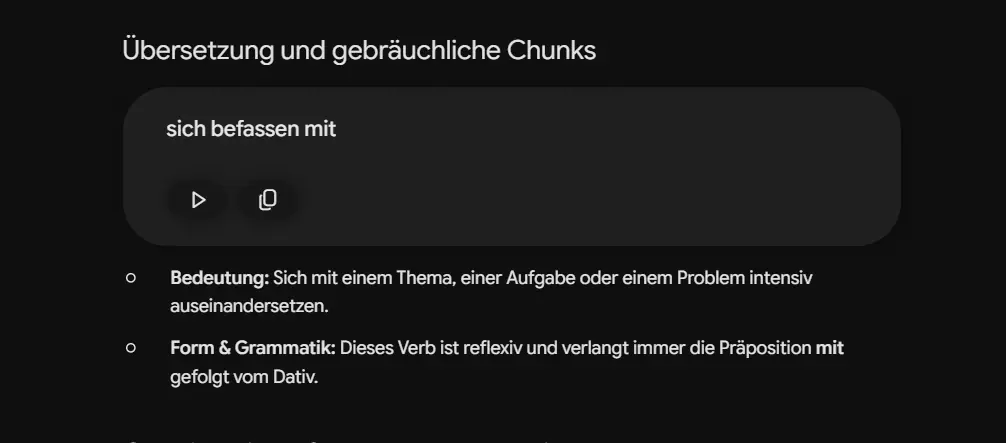 Übersetzung und gebräuchliche Chunks
sich befassen mit
Bedeutung: Sich mit einem Thema, einer Aufgabe oder einem Problem intensiv
auseinandersetzen.
Form & Grammatik: Dieses Verb ist reflexiv und verlangt immer die Präposition mit
gefolgt vom Dativ.